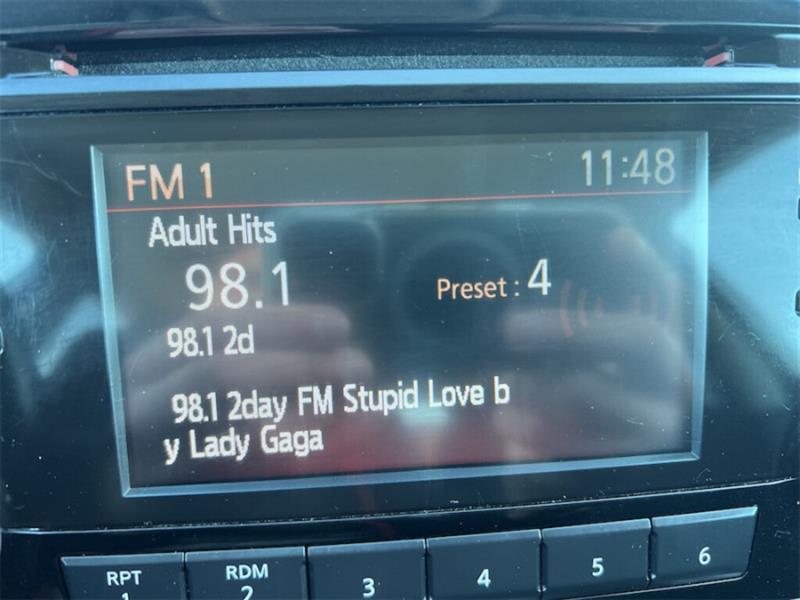 FM 1 11:48
Adult Hits
98.1 Preset : 4
98.1 2d
98.1 2day FM Stupid Love b
y Lady Gaga
RPT RDM
1 2 3 4 5 6